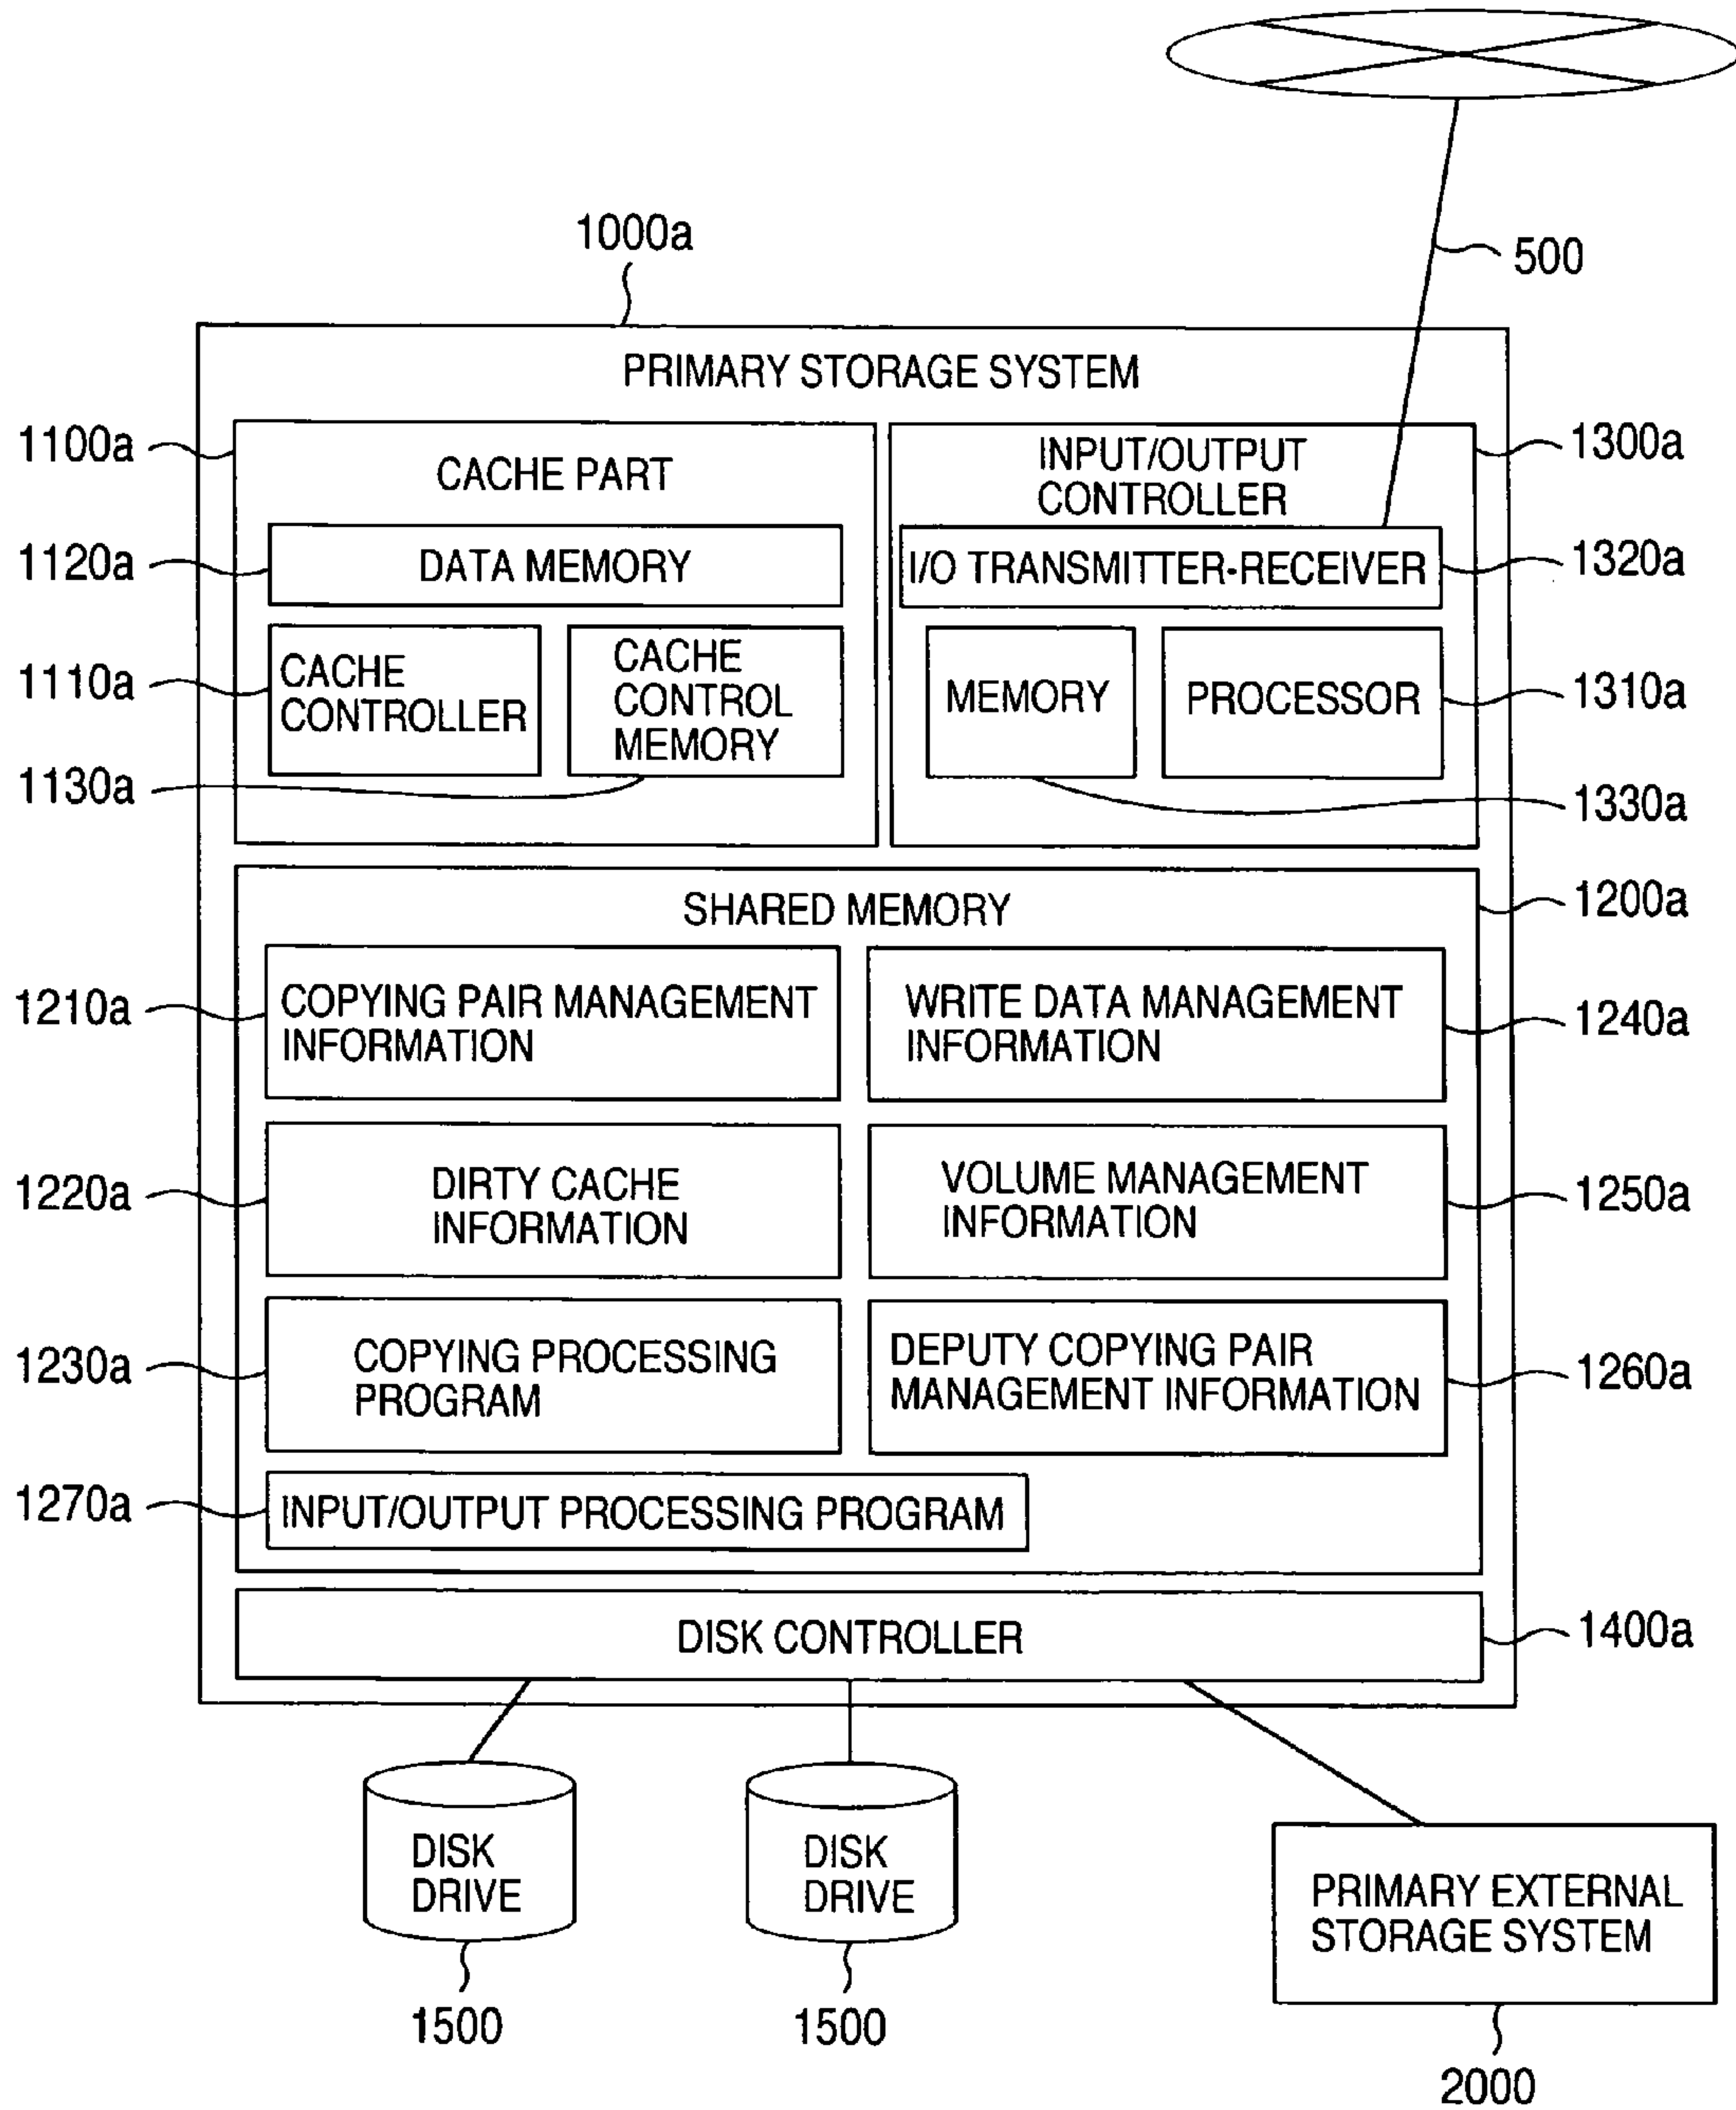 1000a
500
PRIMARY STORAGE SYSTEM
1100a
CACHE PART
INPUT/OUTPUT
CONTROLLER
1300a
1120a
DATA MEMORY
I/O TRANSMITTER-RECEIVER
1320a
1110a
CACHE
CONTROLLER
CACHE
CONTROL
MEMORY
MEMORY
PROCESSOR
1310a
1130a
1330a
SHARED MEMORY
1200a
1210a
COPYING PAIR MANAGEMENT
INFORMATION
WRITE DATA MANAGEMENT
INFORMATION
1240a
1220a
DIRTY CACHE
INFORMATION
VOLUME MANAGEMENT
INFORMATION
1250a
1230a
COPYING PROCESSING
PROGRAM
DEPUTY COPYING PAIR
MANAGEMENT INFORMATION
1260a
1270a
INPUT/OUTPUT PROCESSING PROGRAM
DISK CONTROLLER
1400a
DISK
DRIVE
DISK
DRIVE
PRIMARY EXTERNAL
STORAGE SYSTEM
1500
1500
2000